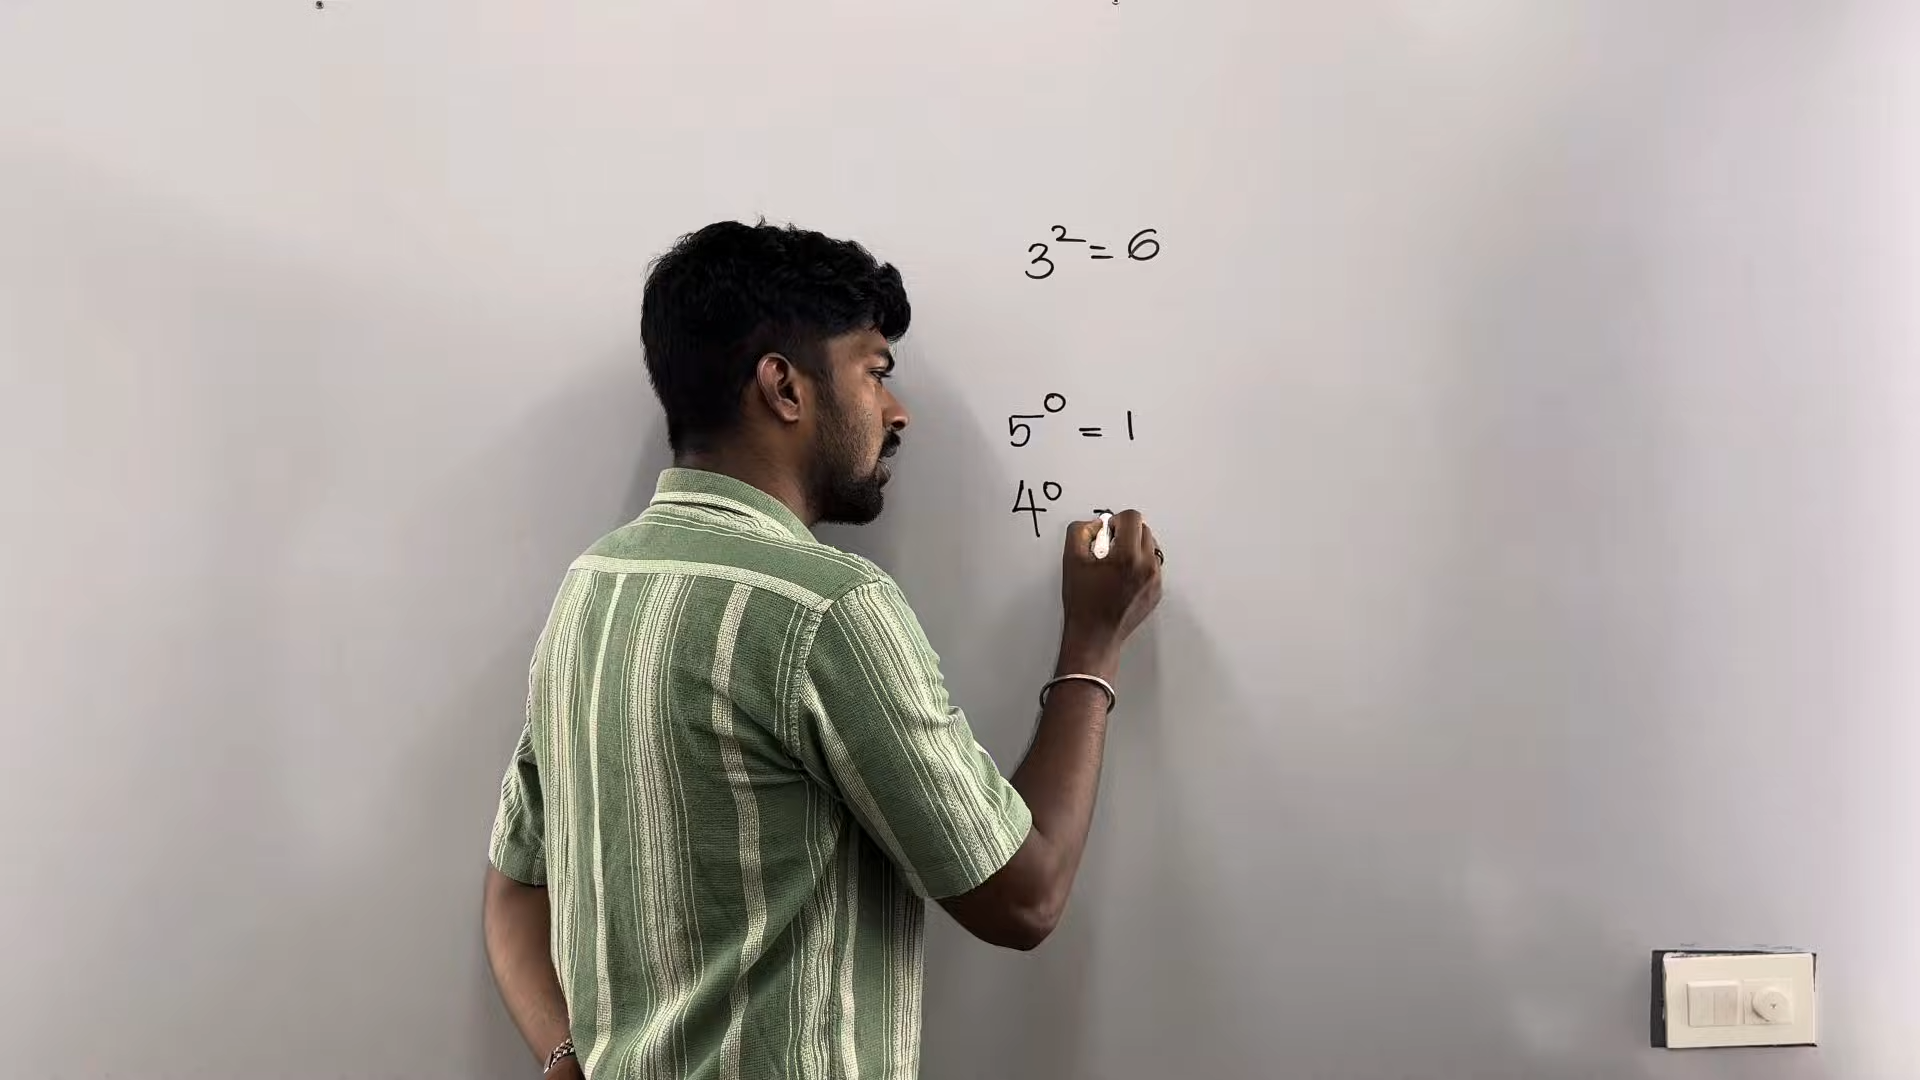 3² = 6
5⁰ = 1
4⁰ =